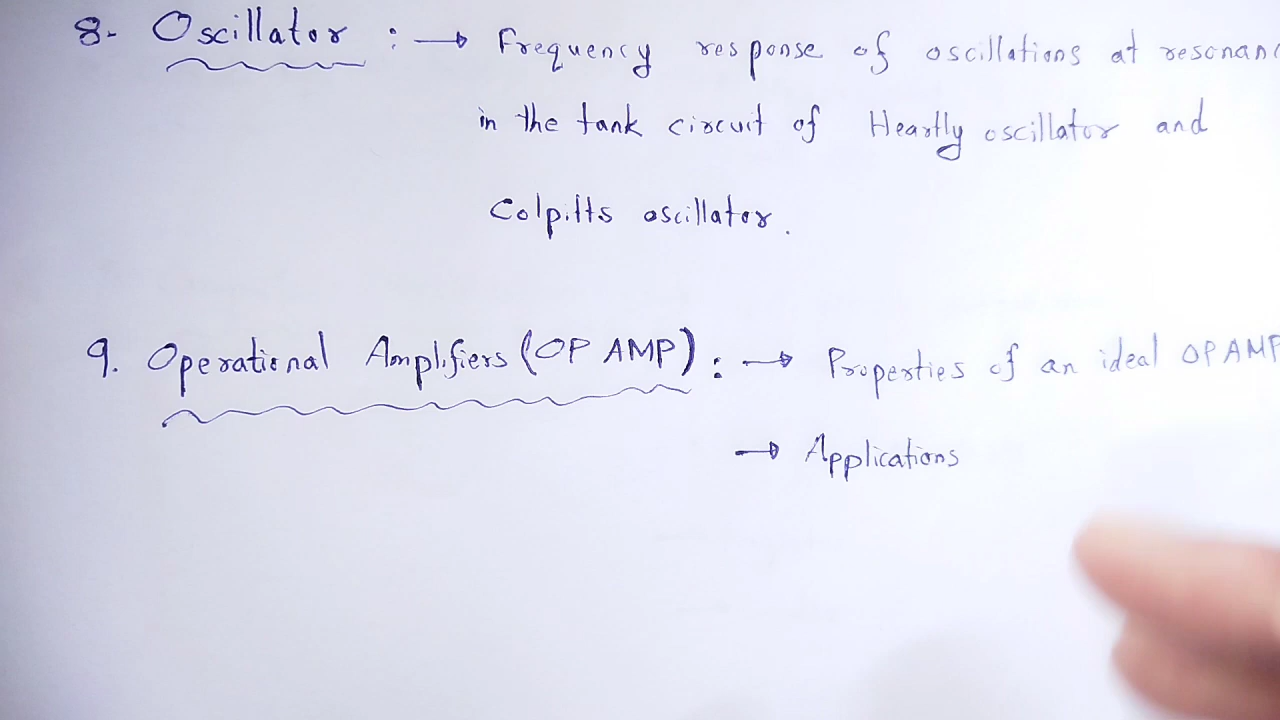 8. Oscillator : → Frequency response of oscillations at resonanc
in the tank circuit of Heartly oscillator and
Colpitts oscillator.
9. Operational Amplifiers (OP AMP) : → Properties of an ideal OPAMP
→ Applications